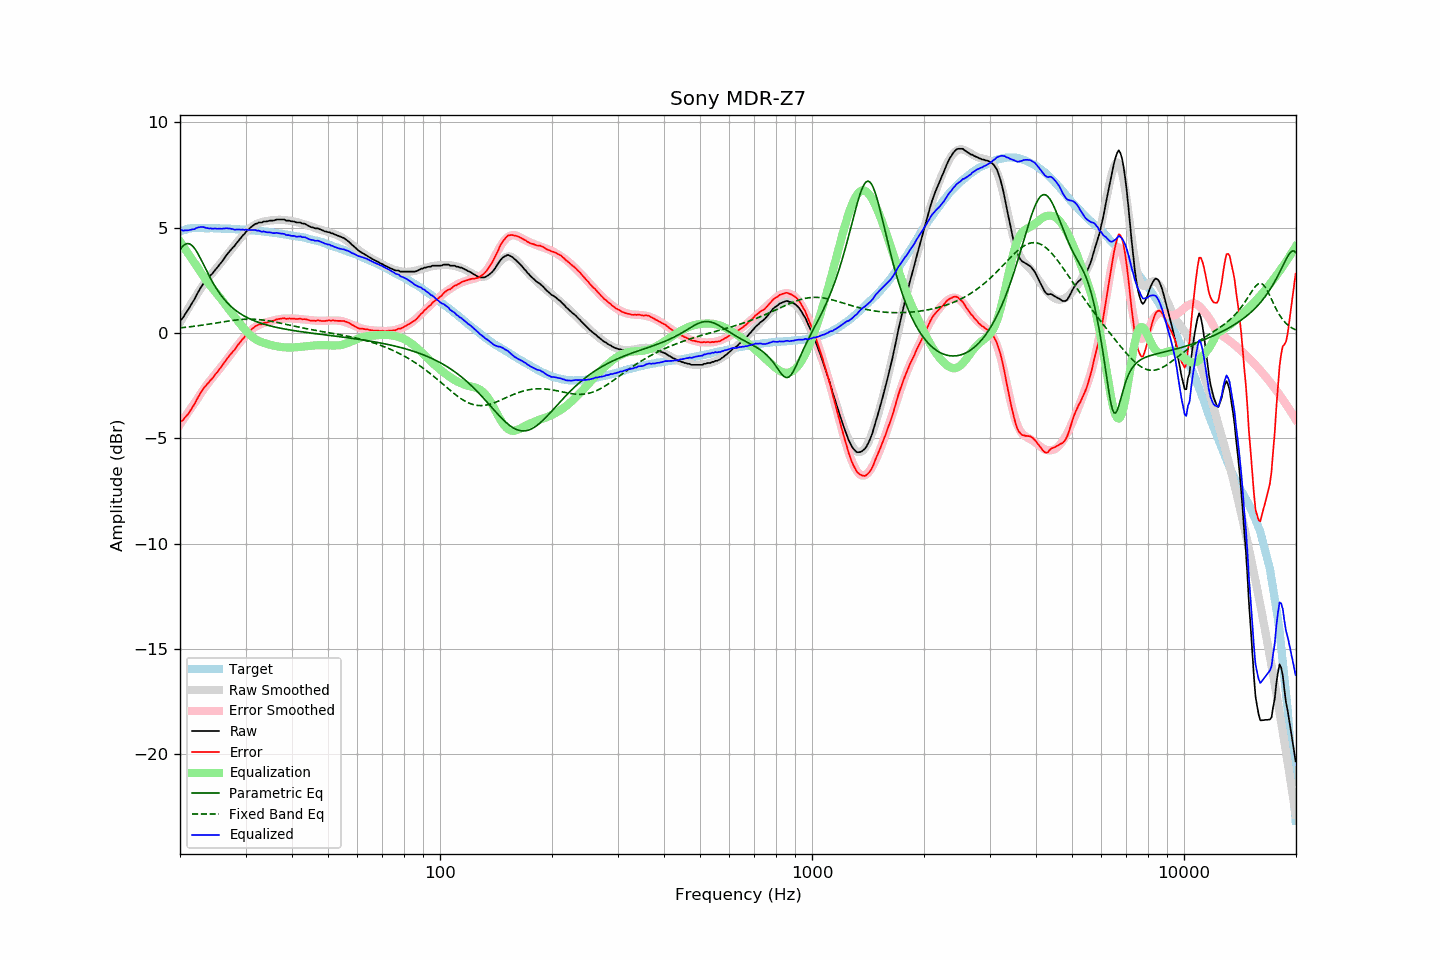 Sony MDR-Z7
10
5
0
−5
−10
−15
−20
Amplitude (dBr)
Target
Raw Smoothed
Error Smoothed
Raw
Error
Equalization
Parametric Eq
Fixed Band Eq
Equalized
100
1000
10000
Frequency (Hz)